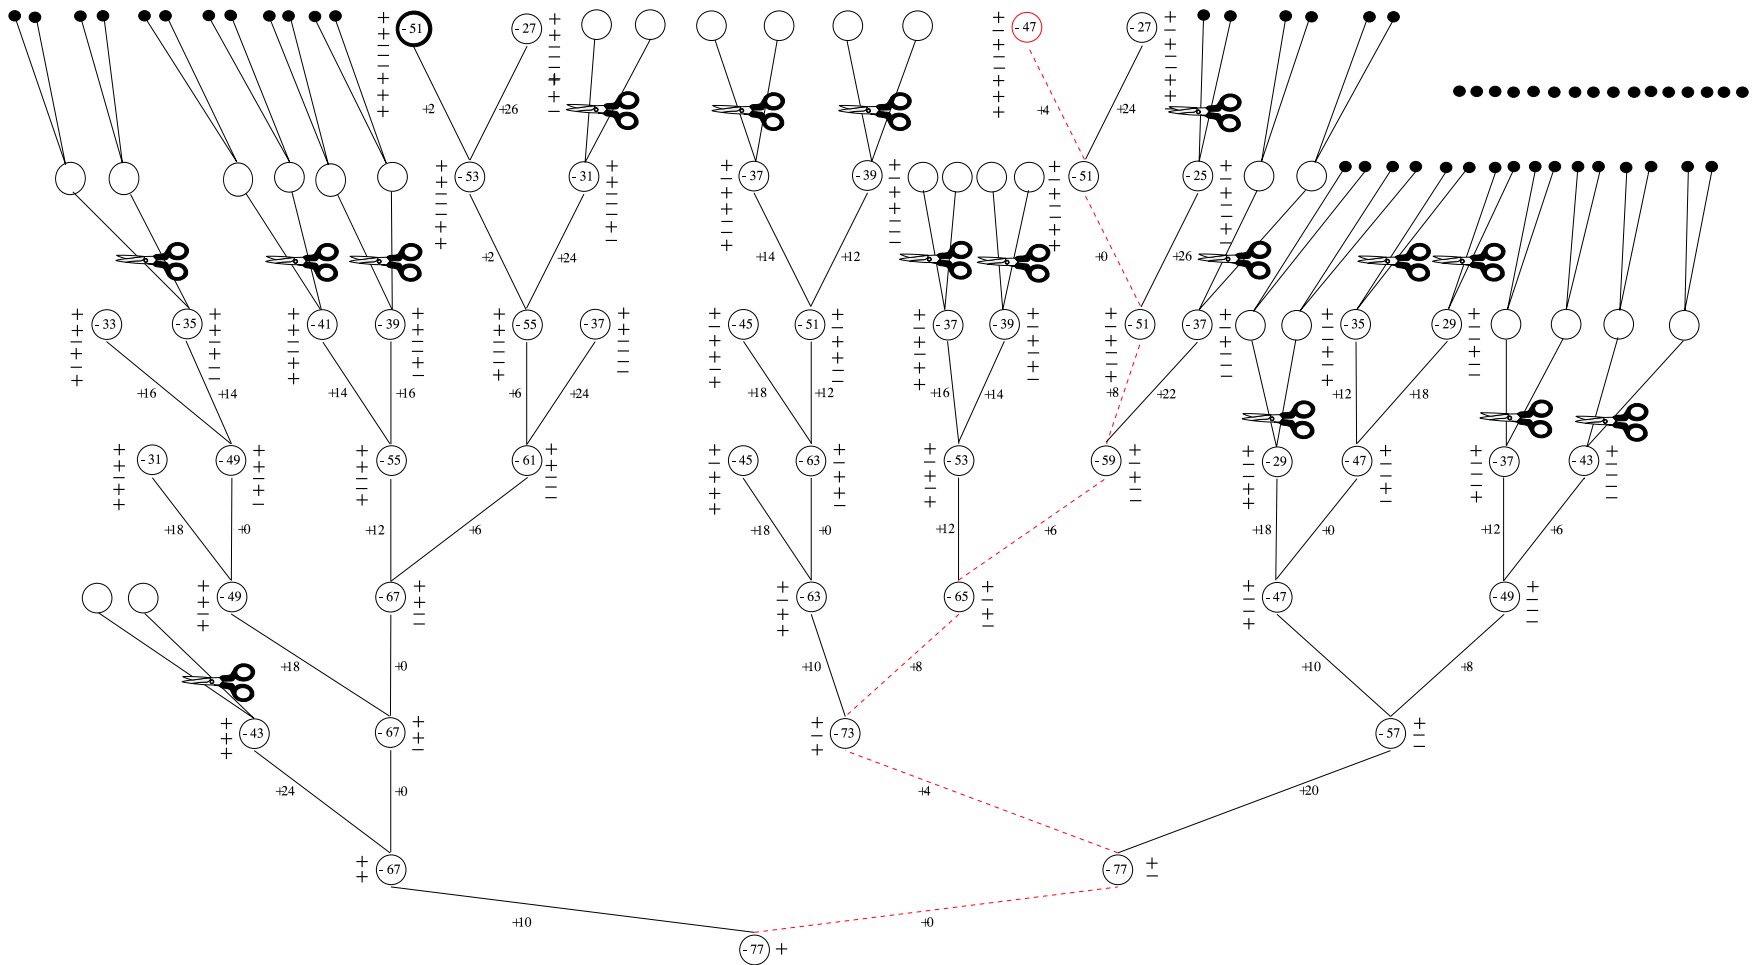 - 51
- 27
- 47
- 27
+ + − − + + +
+ + − − + + −
+ − + − + + +
+ − + − + +
+2
+26
+4
+24
- 53
- 31
- 37
- 39
- 51
- 25
+ + − − + +
+ + − − + −
+ − + + − +
+ − + + − −
+ − + − + +
+ − + − + −
+2
+24
+14
+12
+0
+26
- 33
- 35
- 41
- 39
- 55
- 37
- 45
- 51
- 37
- 39
- 51
- 37
- 35
- 29
+ + − + − +
+ + − + − −
+ + − + +
+ + − + −
+ + − − +
+ + − − −
+ − + + − +
+ − + + −
+ − + − + +
+ − + − + −
+ − + − +
+ − + − −
+ − − + − +
+ − − + −
+16
+14
+14
+16
+6
+24
+18
+12
+16
+14
+8
+22
+12
+18
- 31
- 49
- 55
- 61
- 45
- 63
- 53
- 59
- 29
- 47
- 37
- 43
+ + − + +
+ + − + −
+ + − +
+ + − −
+ − + + +
+ − + + −
+ − + − +
+ − + −
+ − − + +
+ − − + −
+ − − − +
+ − − − −
+18
+0
+12
+6
+18
+0
+12
+6
+18
+0
+12
+6
- 49
- 67
- 63
- 65
- 47
- 49
+ + − +
+ + −
+ − + +
+ − + −
+ − − +
+ − − −
+18
+0
+10
+8
+10
+8
- 43
- 67
- 73
- 57
+ + +
+ + −
+ − +
+ − −
+24
+0
+4
+20
- 67
- 77
+ +
+ −
+10
+0
- 77 +